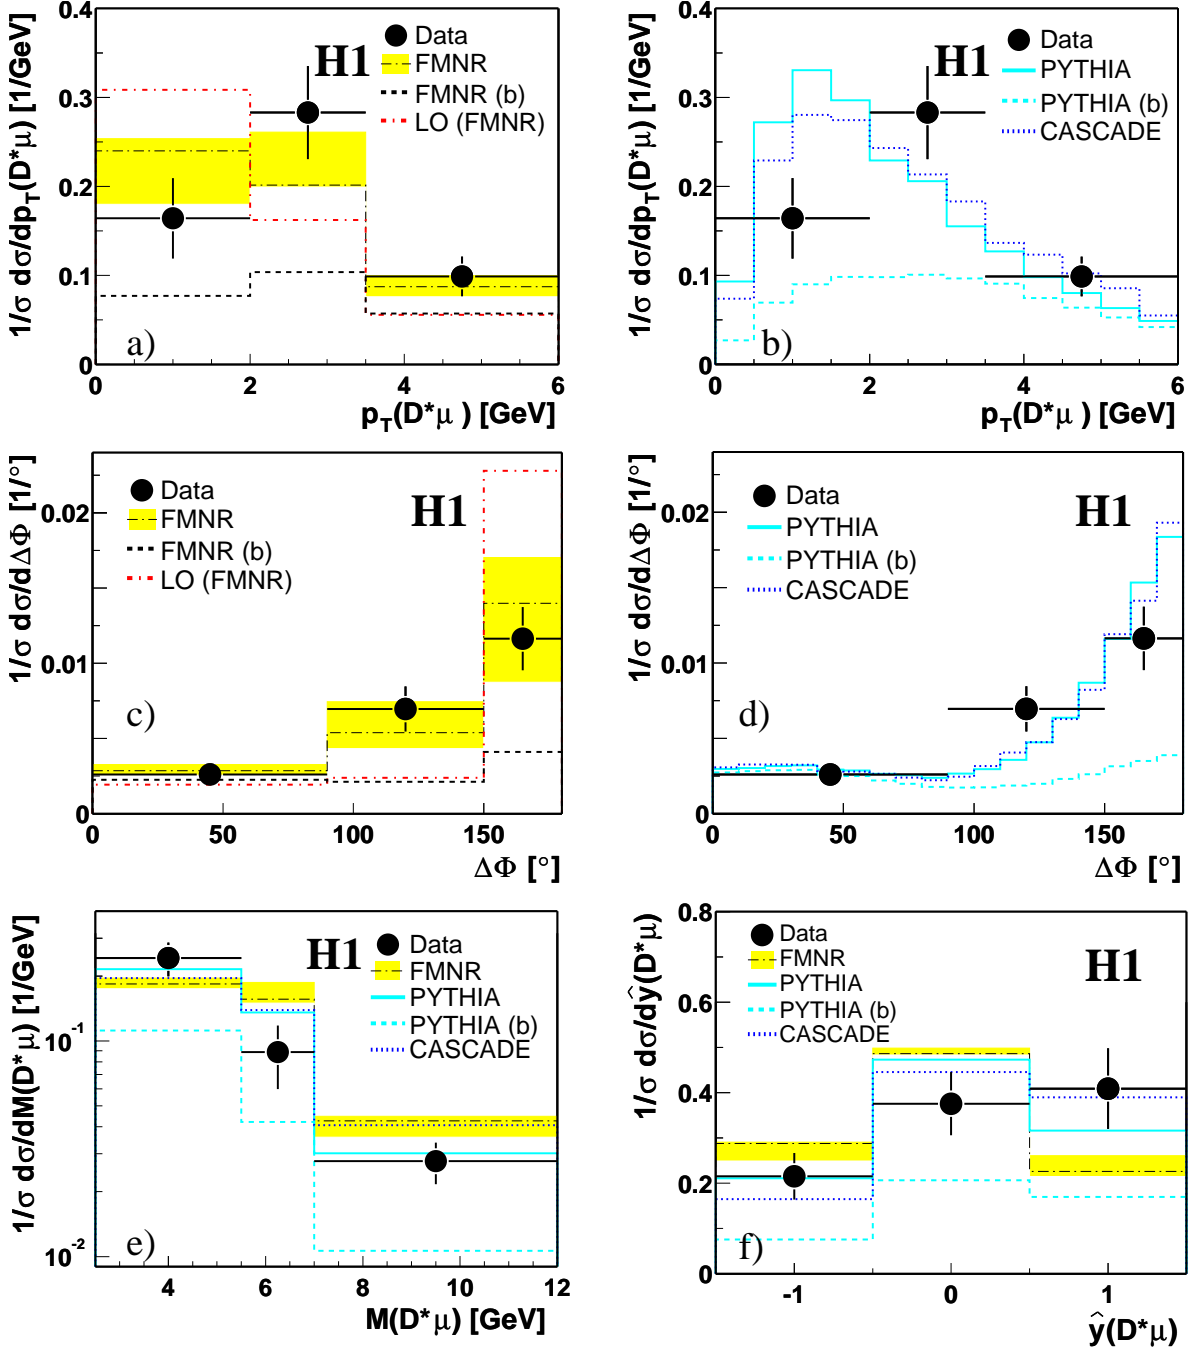 1/σ dσ/dp_T(D*μ) [1/GeV]
0.4
0.3
0.2
0.1
0
H1
Data
FMNR
FMNR (b)
LO (FMNR)
a)
0 2 4 6
p_T(D*μ ) [GeV]
1/σ dσ/dp_T(D*μ) [1/GeV]
0.4
0.3
0.2
0.1
0
H1
Data
PYTHIA
PYTHIA (b)
CASCADE
b)
0 2 4 6
p_T(D*μ ) [GeV]
1/σ dσ/dΔΦ [1/°]
0.02
0.01
0
Data
FMNR
FMNR (b)
LO (FMNR)
H1
c)
0 50 100 150
ΔΦ [°]
1/σ dσ/dΔΦ [1/°]
0.02
0.01
0
Data
PYTHIA
PYTHIA (b)
CASCADE
H1
d)
0 50 100 150
ΔΦ [°]
1/σ dσ/dM(D*μ) [1/GeV]
10^-1
10^-2
H1
Data
FMNR
PYTHIA
PYTHIA (b)
CASCADE
e)
4 6 8 10 12
M(D*μ) [GeV]
1/σ dσ/dŷ(D*μ)
0.8
0.6
0.4
0.2
0
Data
FMNR
PYTHIA
PYTHIA (b)
CASCADE
H1
f)
-1 0 1
ŷ(D*μ)